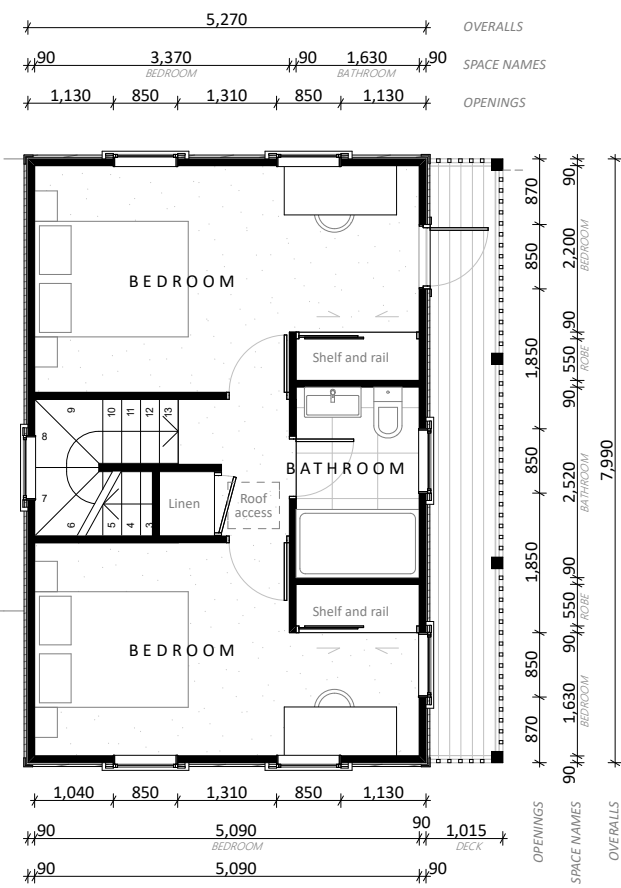 5,270
OVERALLS
90 3,370 90 1,630 90
SPACE NAMES
BEDROOM BATHROOM
1,130 850 1,310 850 1,130
OPENINGS
BEDROOM
Shelf and rail
9 10 11 12 13
8
BATHROOM
7
Linen
Roof
access
6 5 4 3
Shelf and rail
BEDROOM
870 850 1,850 850 1,850 850 870
OPENINGS
90 2,200 90 550 90 2,520 90 550 90 1,630 90
BEDROOM ROBE BATHROOM ROBE BEDROOM
SPACE NAMES
7,990
OVERALLS
1,040 850 1,310 850 1,130
90 5,090 90 1,015
BEDROOM DECK
90 5,090 90